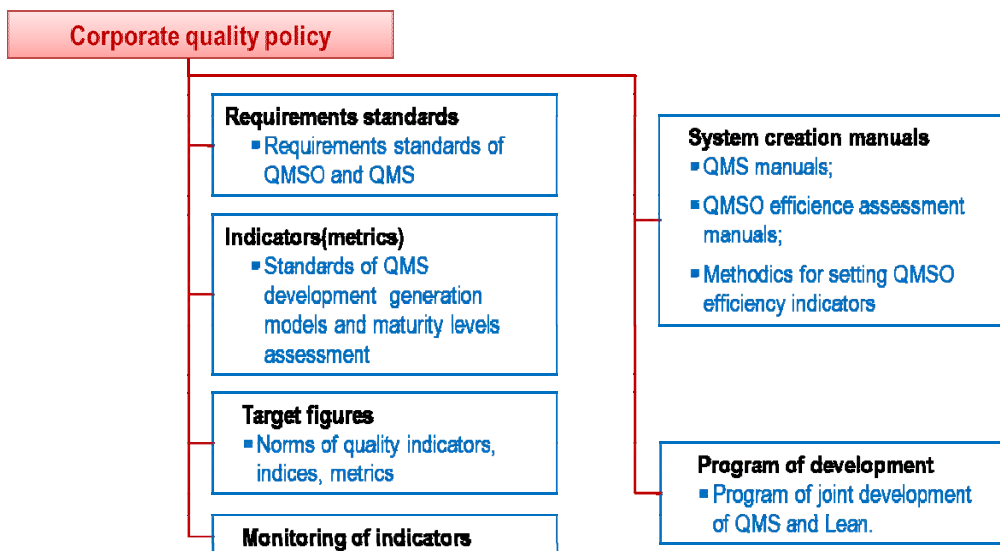 Corporate quality policy
Requirements standards
▪ Requirements standards of
QMSO and QMS
Indicators(metrics)
▪ Standards of QMS
development generation
models and maturity levels
assessment
Target figures
▪ Norms of quality indicators,
indices, metrics
Monitoring of indicators
System creation manuals
▪ QMS manuals;
▪ QMSO efficience assessment
manuals;
▪ Methodics for setting QMSO
efficiency indicators
Program of development
▪ Program of joint development
of QMS and Lean.